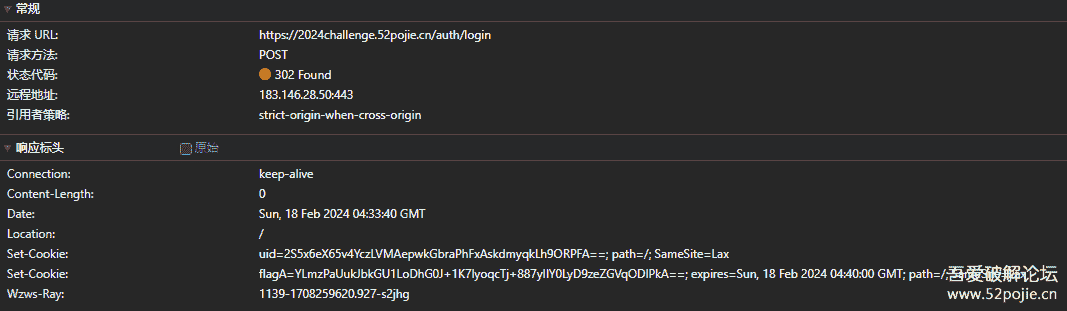 常规
请求 URL: https://2024challenge.52pojie.cn/auth/login
请求方法: POST
状态代码: 302 Found
远程地址: 183.146.28.50:443
引用者策略: strict-origin-when-cross-origin
响应标头 原始
Connection: keep-alive
Content-Length: 0
Date: Sun, 18 Feb 2024 04:33:40 GMT
Location: /
Set-Cookie: uid=2S5x6eX65v4YczLVMAepwkGbraPhFxAskdmyqkLh9ORPFA==; path=/; SameSite=Lax
Set-Cookie: flagA=YLmzPaUukJbkGU1LoDhG0J+1K7lyoqcTj+887yIIY0LyD9zeZGVqODIPkA==; expires=Sun, 18 Feb 2024 04:40:00 GMT; path=/; SameSite=Lax
Wzws-Ray: 1139-1708259620.927-s2jhg
吾爱破解论坛
www.52pojie.cn